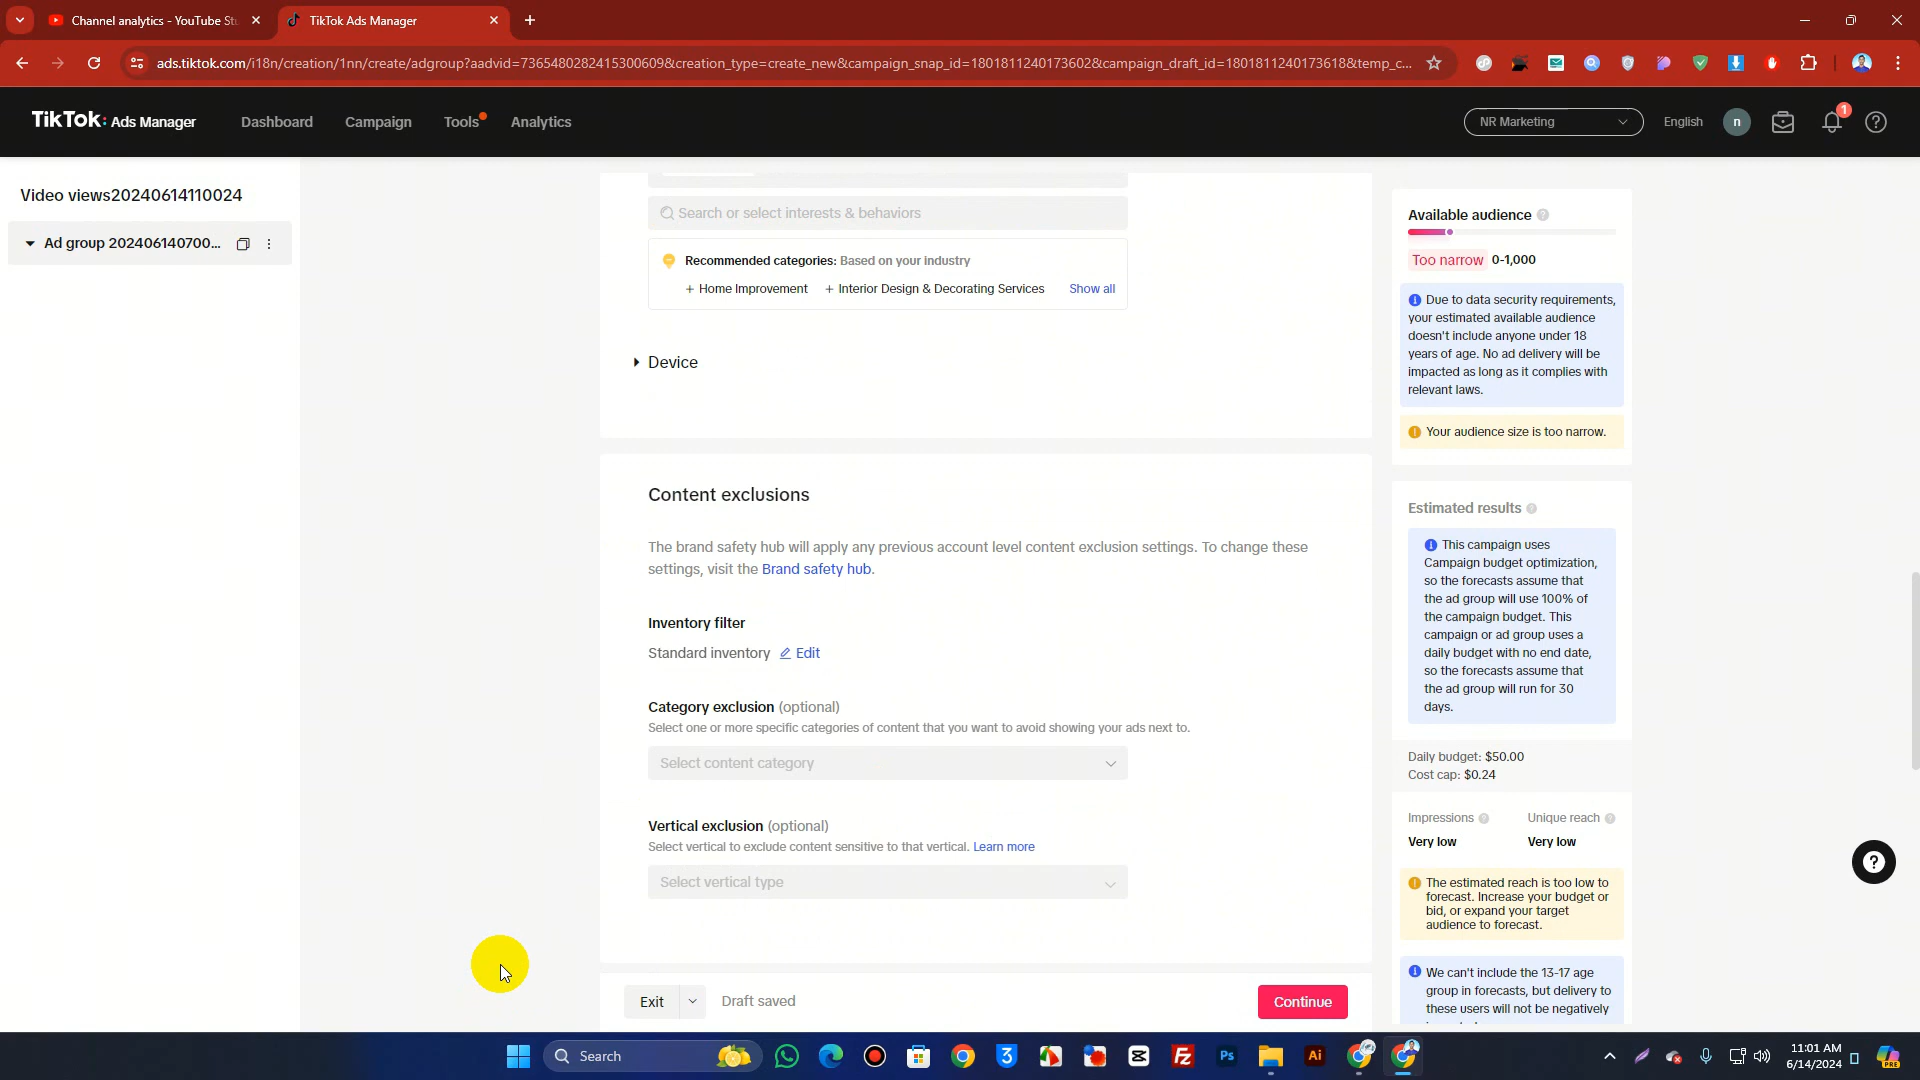 Channel analytics - YouTube Stu
TikTok Ads Manager
ads.tiktok.com/i18n/creation/1nn/create/adgroup?aadvid=7365480282415300609&creation_type=create_new&campaign_snap_id=1801811240173602&campaign_draft_id=1801811240173618&temp_c...
TikTok: Ads Manager
Dashboard
Campaign
Tools
Analytics
NR Marketing
English
n
1
Video views20240614110024
Ad group 202406140700...
Search or select interests & behaviors
Recommended categories: Based on your industry
+ Home Improvement + Interior Design & Decorating Services Show all
Device
Content exclusions
The brand safety hub will apply any previous account level content exclusion settings. To change these
settings, visit the Brand safety hub.
Inventory filter
Standard inventory Edit
Category exclusion (optional)
Select one or more specific categories of content that you want to avoid showing your ads next to.
Select content category
Vertical exclusion (optional)
Select vertical to exclude content sensitive to that vertical. Learn more
Select vertical type
Exit
Draft saved
Continue
Available audience
Too narrow 0-1,000
Due to data security requirements,
your estimated available audience
doesn't include anyone under 18
years of age. No ad delivery will be
impacted as long as it complies with
relevant laws.
Your audience size is too narrow.
Estimated results
This campaign uses
Campaign budget optimization,
so the forecasts assume that
the ad group will use 100% of
the campaign budget. This
campaign or ad group uses a
daily budget with no end date,
so the forecasts assume that
the ad group will run for 30
days.
Daily budget: $50.00
Cost cap: $0.24
Impressions Unique reach
Very low Very low
The estimated reach is too low to
forecast. Increase your budget or
bid, or expand your target
audience to forecast.
We can't include the 13-17 age
group in forecasts, but delivery to
these users will not be negatively
Search
3
FZ
Ps
Ai
11:01 AM
6/14/2024
PRE